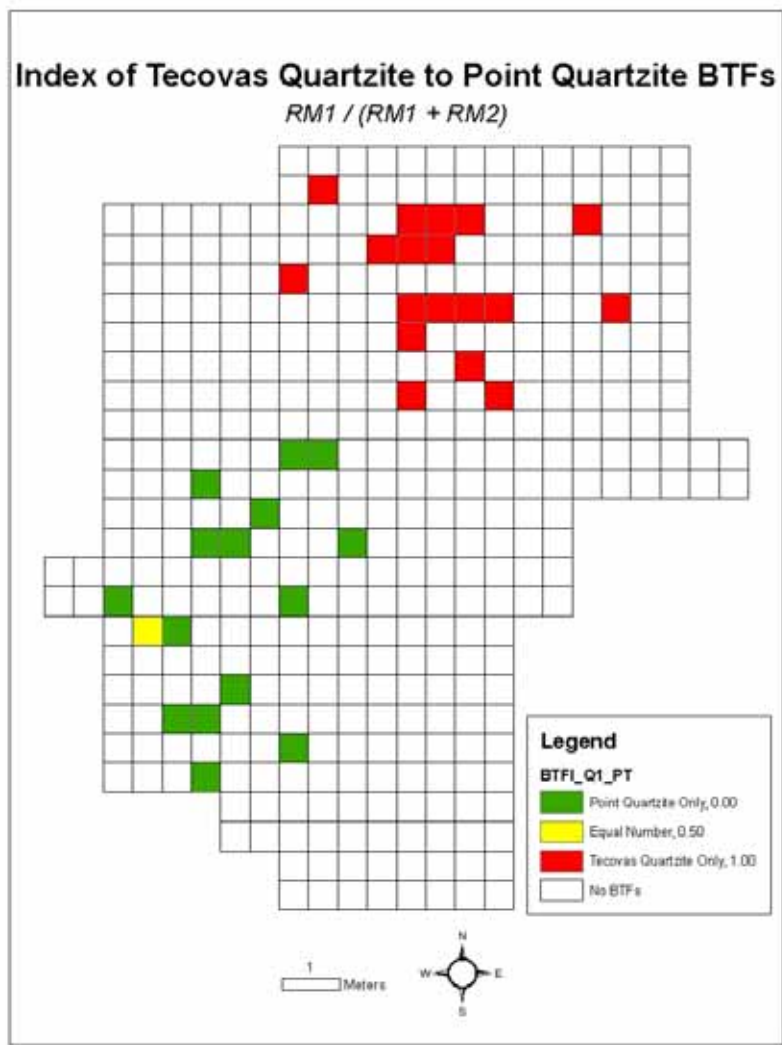 Index of Tecovas Quartzite to Point Quartzite BTFs
RM1 / (RM1 + RM2)
Legend
BTFI_Q1_PT
Point Quartzite Only, 0.00
Equal Number, 0.50
Tecovas Quartzite Only, 1.00
No BTFs
1
Meters
N
W
E
S